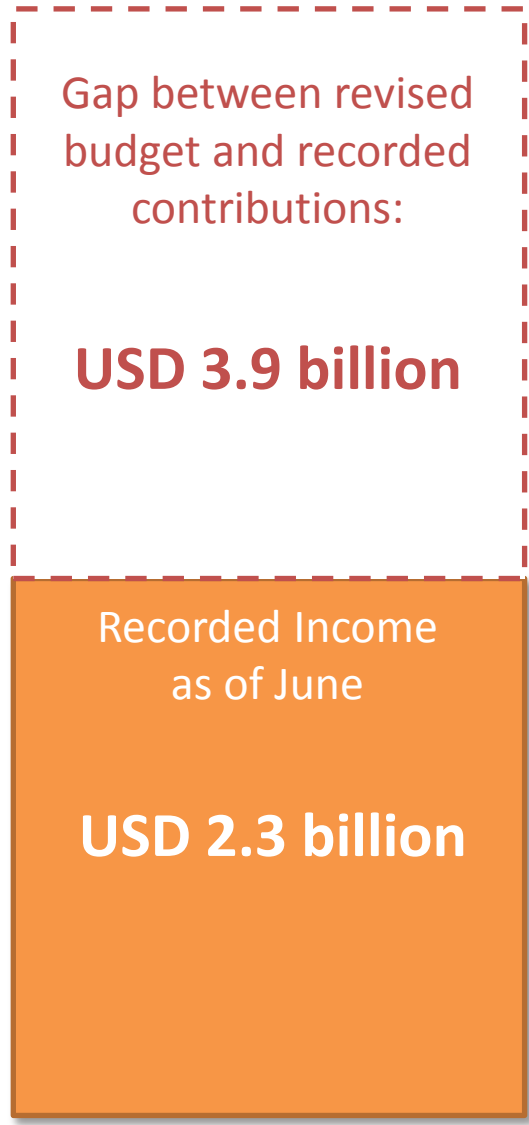 Gap between revised
budget and recorded
contributions:
USD 3.9 billion
Recorded Income
as of June
USD 2.3 billion